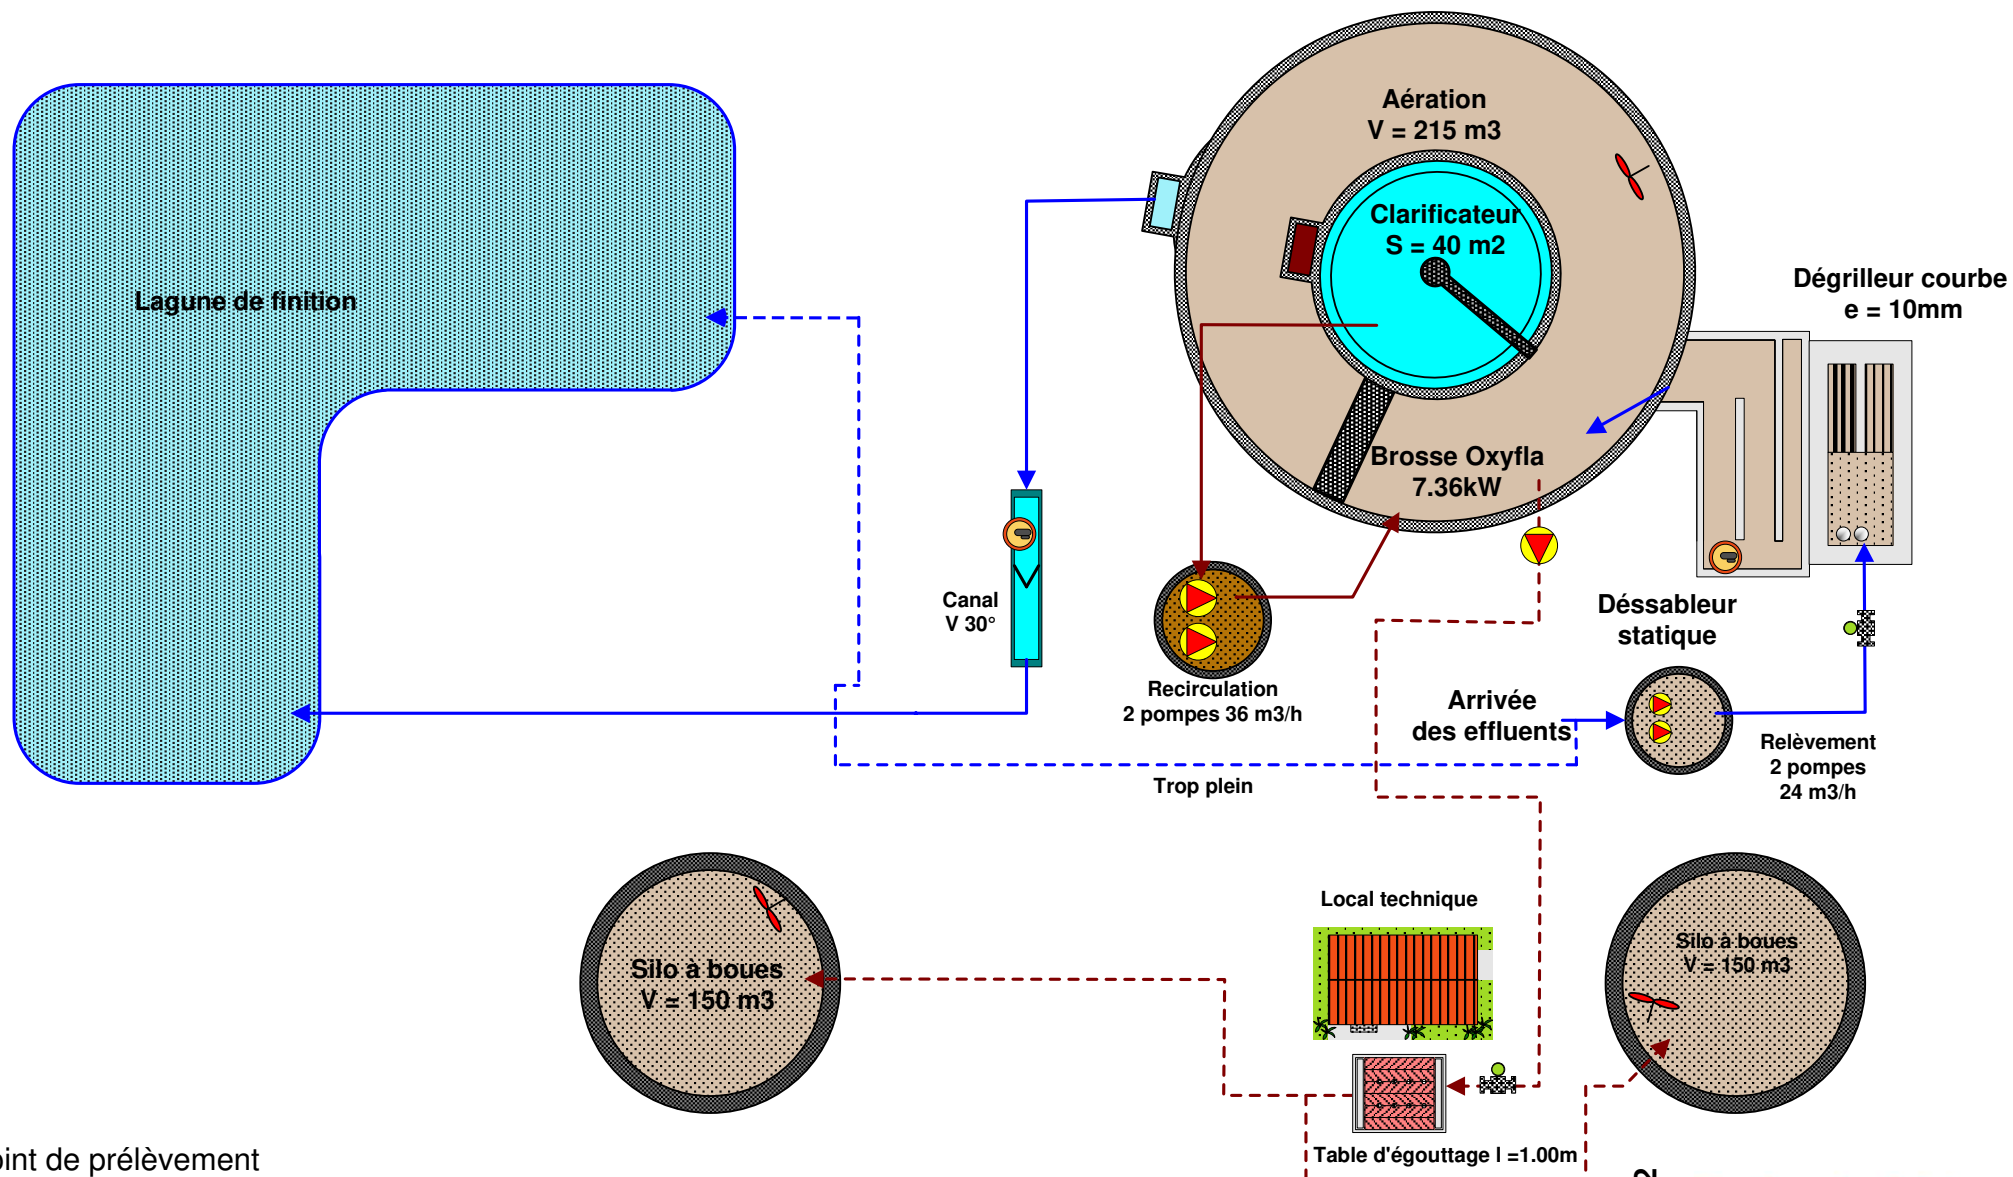 Aération
V = 215 m3
Clarificateur
S = 40 m2
Dégrilleur courbe
e = 10mm
Lagune de finition
Brosse Oxyfla
7.36kW
Canal
V 30°
Déssableur
statique
Recirculation
2 pompes 36 m3/h
Arrivée
des effluents
Relèvement
2 pompes
24 m3/h
Trop plein
Local technique
Silo à boues
V = 150 m3
Silo à boues
V = 150 m3
Table d'égouttage l =1.00m
oint de prélèvement